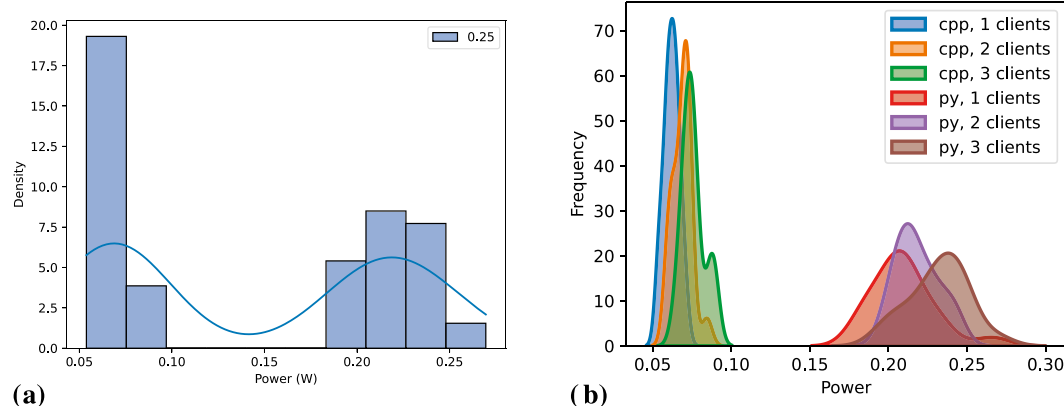 20.0
17.5
15.0
12.5
10.0
7.5
5.0
2.5
0.0
Density
0.25
0.05 0.10 0.15 0.20 0.25
Power (W)
(a)
70
60
50
40
30
20
10
0
Frequency
cpp, 1 clients
cpp, 2 clients
cpp, 3 clients
py, 1 clients
py, 2 clients
py, 3 clients
0.05 0.10 0.15 0.20 0.25 0.30
Power
(b)